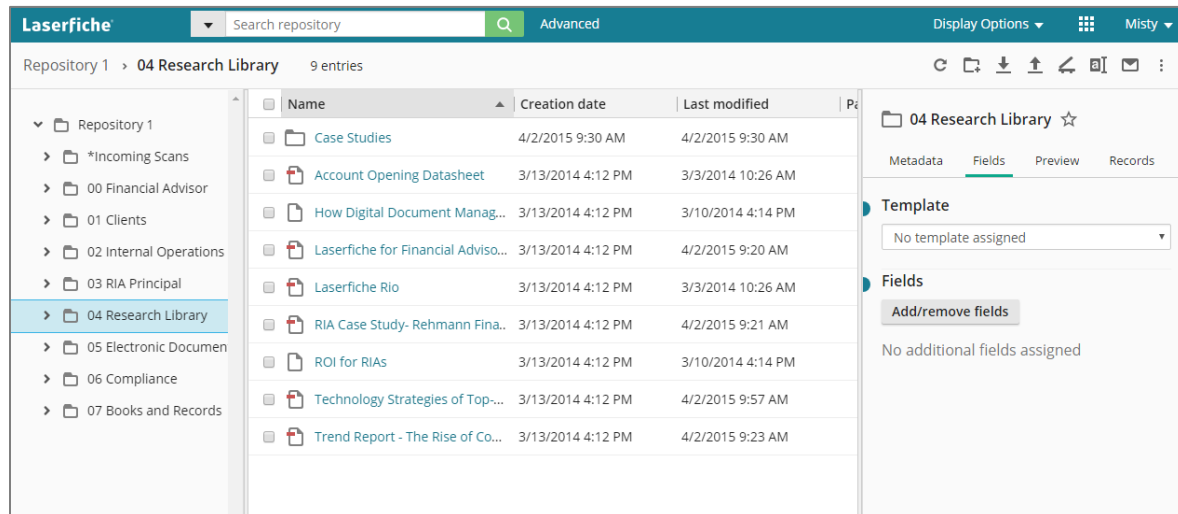 Laserfiche Search repository Advanced Display Options Misty
Repository 1 > 04 Research Library 9 entries
Repository 1
*Incoming Scans
00 Financial Advisor
01 Clients
02 Internal Operations
03 RIA Principal
04 Research Library
05 Electronic Documen
06 Compliance
07 Books and Records
Name Creation date Last modified Pa
Case Studies 4/2/2015 9:30 AM 4/2/2015 9:30 AM
Account Opening Datasheet 3/13/2014 4:12 PM 3/3/2014 10:26 AM
How Digital Document Manag... 3/13/2014 4:12 PM 3/10/2014 4:14 PM
Laserfiche for Financial Adviso... 3/13/2014 4:12 PM 4/2/2015 9:20 AM
Laserfiche Rio 3/13/2014 4:12 PM 3/3/2014 10:26 AM
RIA Case Study- Rehmann Fina... 3/13/2014 4:12 PM 4/2/2015 9:21 AM
ROI for RIAs 3/13/2014 4:12 PM 3/10/2014 4:14 PM
Technology Strategies of Top-... 3/13/2014 4:12 PM 4/2/2015 9:57 AM
Trend Report - The Rise of Co... 3/13/2014 4:12 PM 4/2/2015 9:23 AM
04 Research Library
Metadata Fields Preview Records
Template
No template assigned
Fields
Add/remove fields
No additional fields assigned